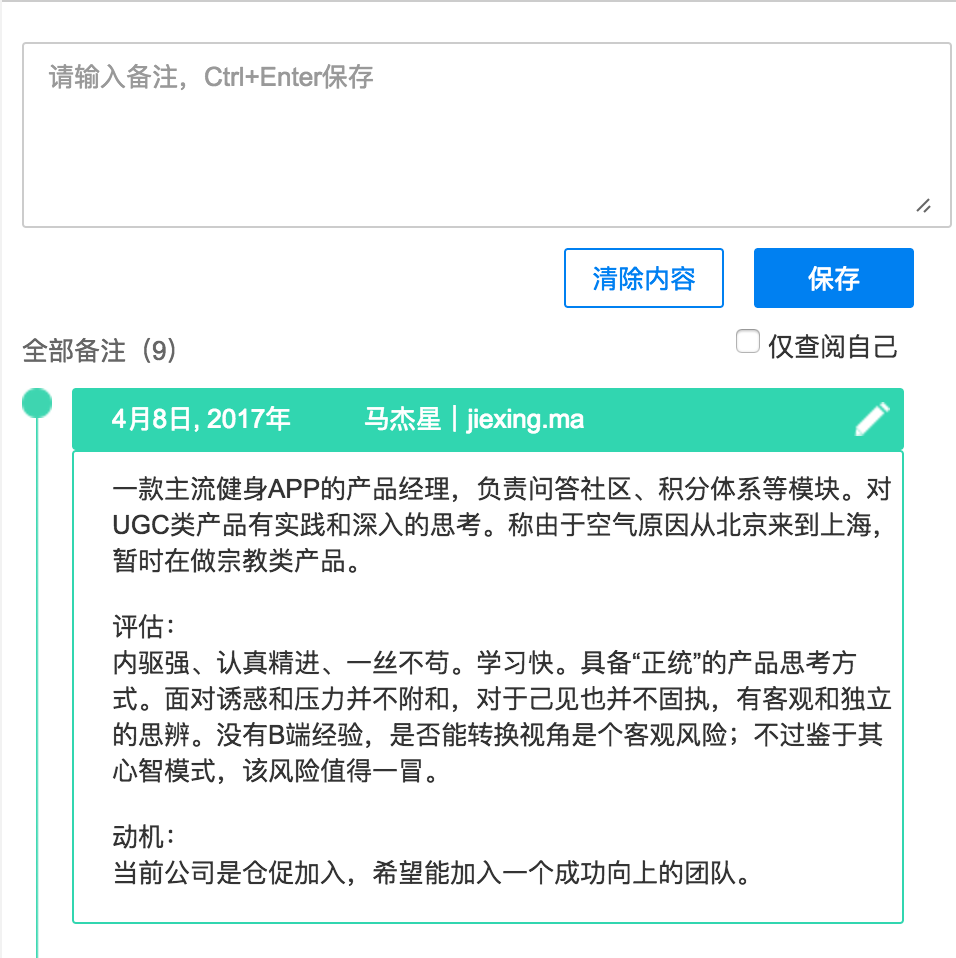 请输入备注，Ctrl+Enter保存
清除内容
保存
全部备注（9）
仅查阅自己
4月8日, 2017年 马杰星｜jiexing.ma
一款主流健身APP的产品经理，负责问答社区、积分体系等模块。对
UGC类产品有实践和深入的思考。称由于空气原因从北京来到上海，
暂时在做宗教类产品。
评估：
内驱强、认真精进、一丝不苟。学习快。具备“正统”的产品思考方
式。面对诱惑和压力并不附和，对于己见也并不固执，有客观和独立
的思辨。没有B端经验，是否能转换视角是个客观风险；不过鉴于其
心智模式，该风险值得一冒。
动机：
当前公司是仓促加入，希望能加入一个成功向上的团队。